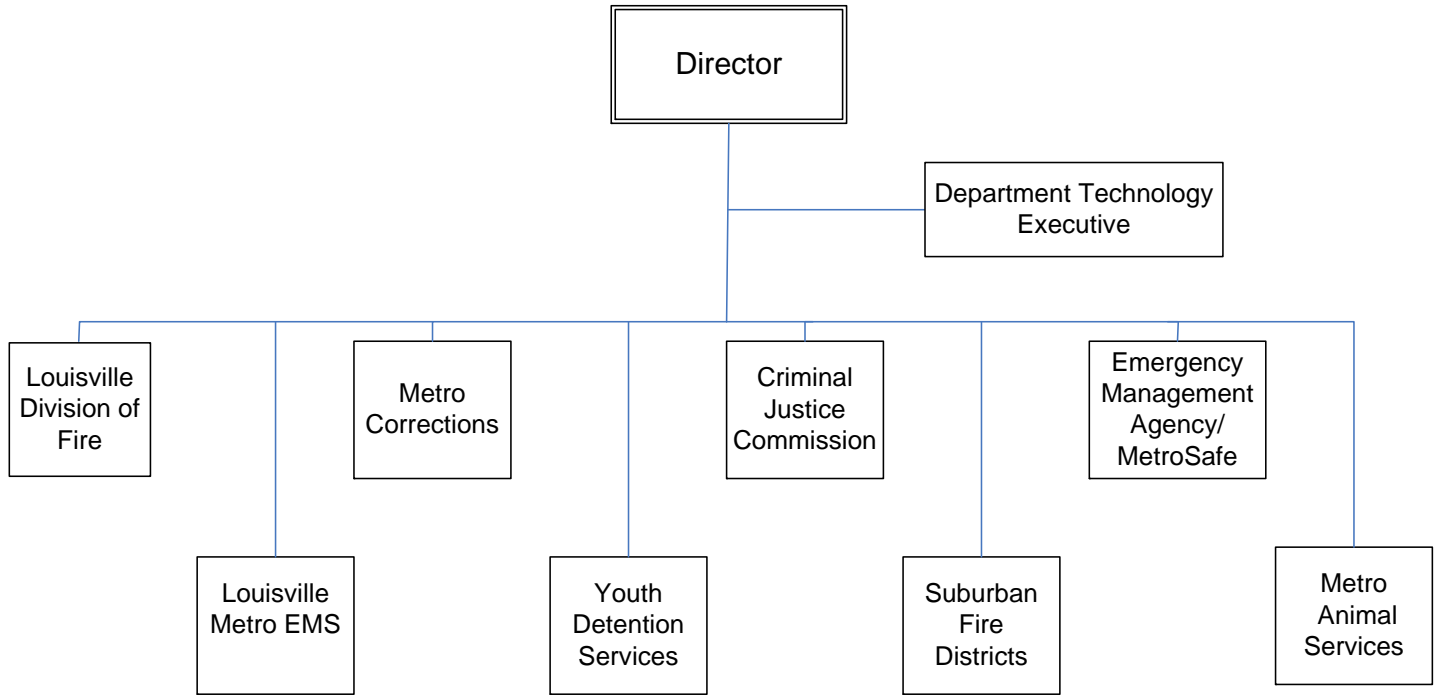 Director
Department Technology
Executive
Louisville
Division of
Fire
Metro
Corrections
Criminal
Justice
Commission
Emergency
Management
Agency/
MetroSafe
Louisville
Metro EMS
Youth
Detention
Services
Suburban
Fire
Districts
Metro
Animal
Services